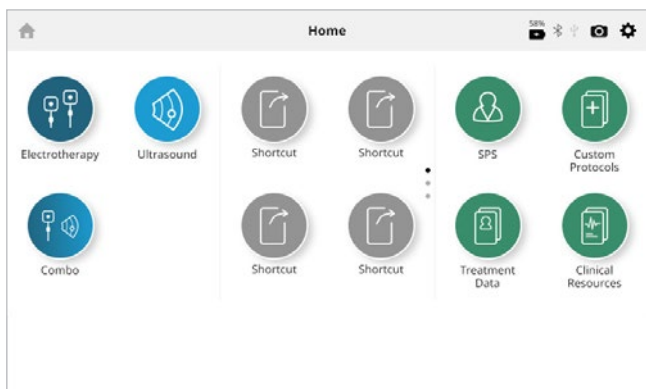 Home
58%
Electrotherapy
Ultrasound
Shortcut
Shortcut
SPS
Custom
Protocols
Combo
Shortcut
Shortcut
Treatment
Data
Clinical
Resources